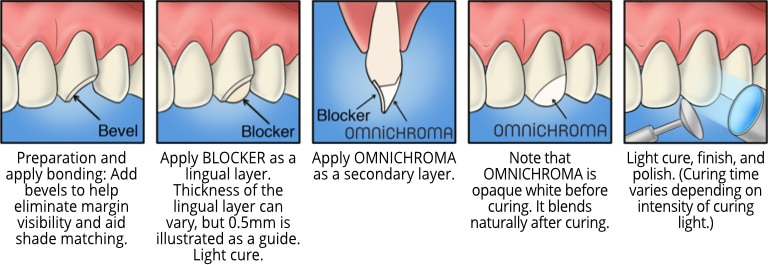 Bevel
Preparation and
apply bonding: Add
bevels to help
eliminate margin
visibility and aid
shade matching.
Blocker
Apply BLOCKER as a
lingual layer.
Thickness of the
lingual layer can
vary, but 0.5mm is
illustrated as a guide.
Light cure.
Blocker
OMNICHROMA
Apply OMNICHROMA
as a secondary layer.
OMNICHROMA
Note that
OMNICHROMA is
opaque white before
curing. It blends
naturally after curing.
Light cure, finish, and
polish. (Curing time
varies depending on
intensity of curing
light.)